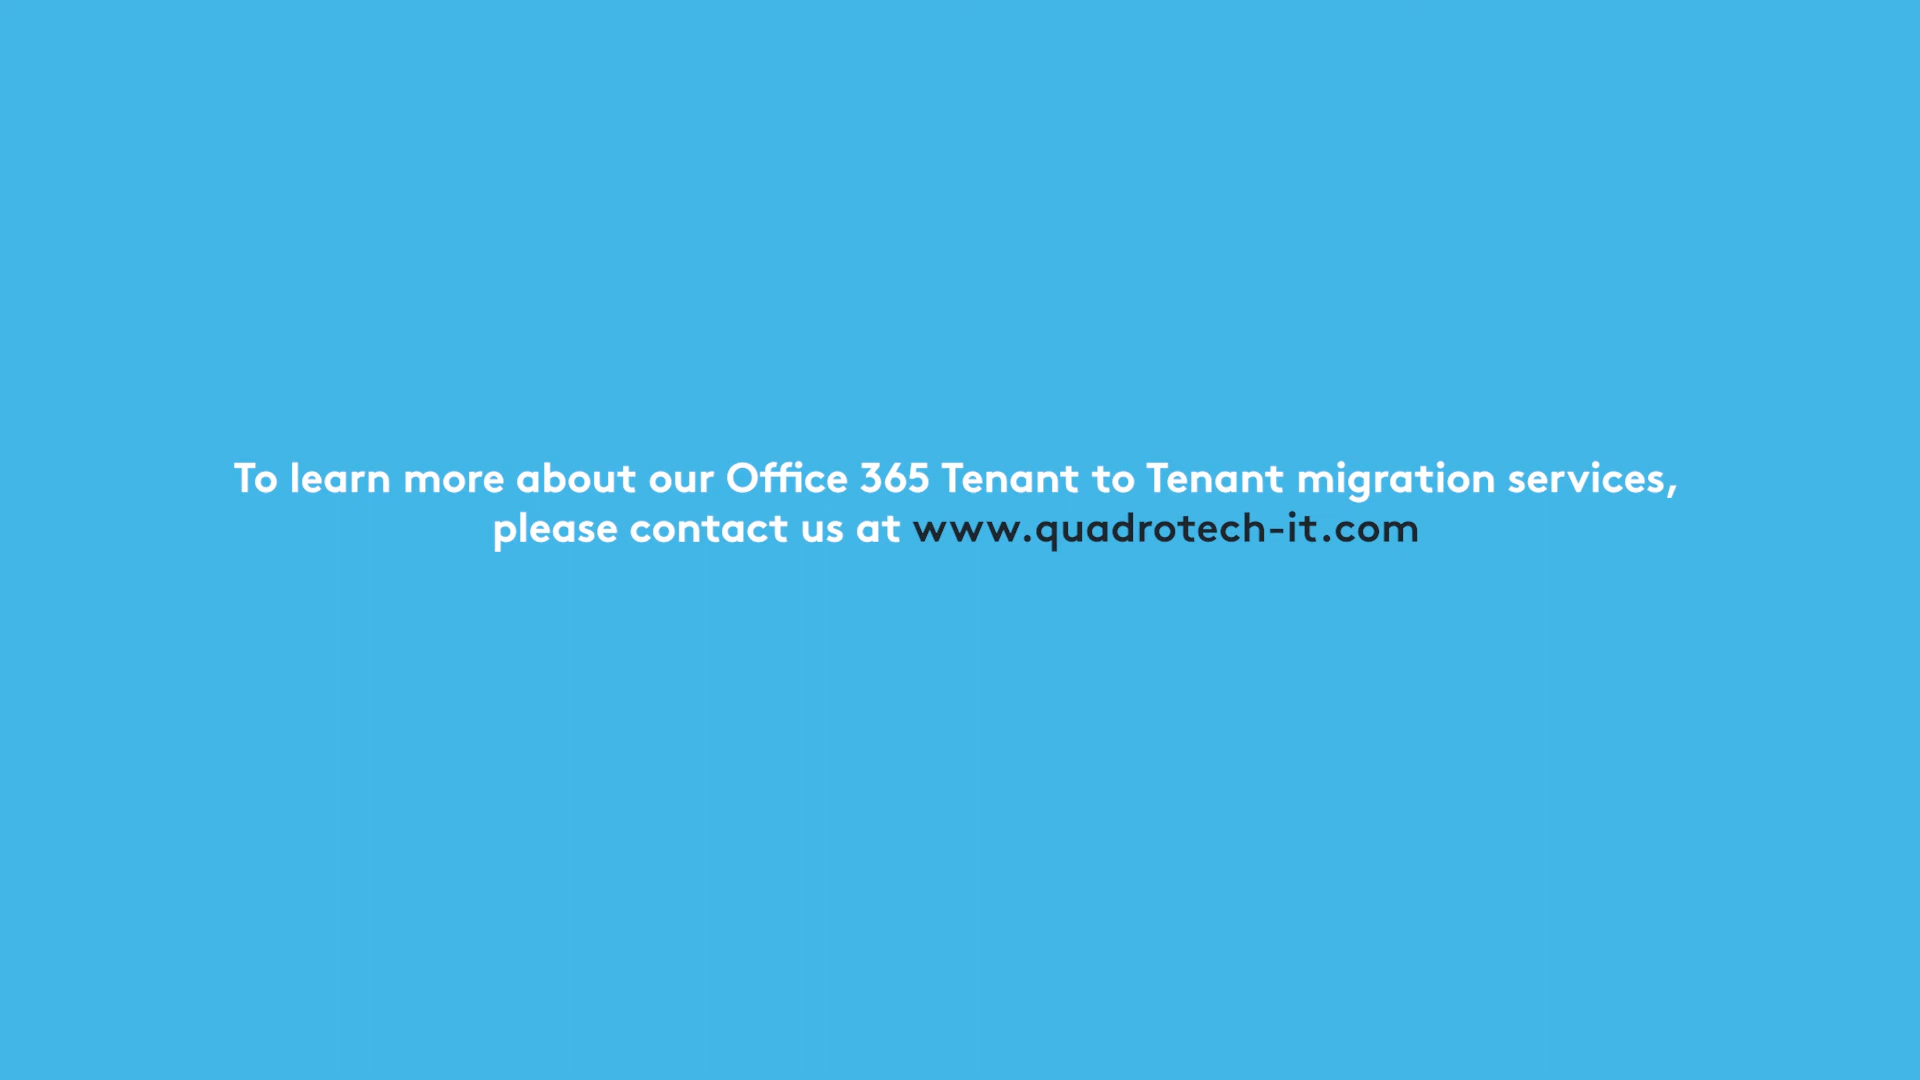 To learn more about our Office 365 Tenant to Tenant migration services,
please contact us at www.quadrotech-it.com